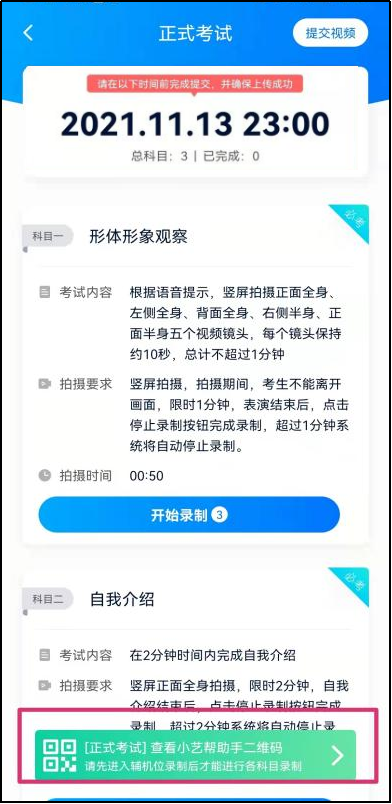 正式考试
提交视频
请在以下时间前完成提交，并确保上传成功
2021.11.13 23:00
总科目：3 | 已完成：0
必考
科目一
形体形象观察
考试内容
根据语音提示，竖屏拍摄正面全身、
左侧全身、背面全身、右侧半身、正
面半身五个视频镜头，每个镜头保持
约10秒，总计不超过1分钟
拍摄要求
竖屏拍摄，拍摄期间，考生不能离开
画面，限时1分钟，表演结束后，点击
停止录制按钮完成录制，超过1分钟系
统将自动停止录制。
拍摄时间
00:50
开始录制 3
必考
科目二
自我介绍
考试内容
在2分钟时间内完成自我介绍
拍摄要求
竖屏正面全身拍摄，限时2分钟，自我
介绍结束后，点击停止录制按钮完成
录制，超过2分钟系统将自动停止录
[正式考试] 查看小艺帮助手二维码
请先进入辅机位录制后才能进行各科目录制